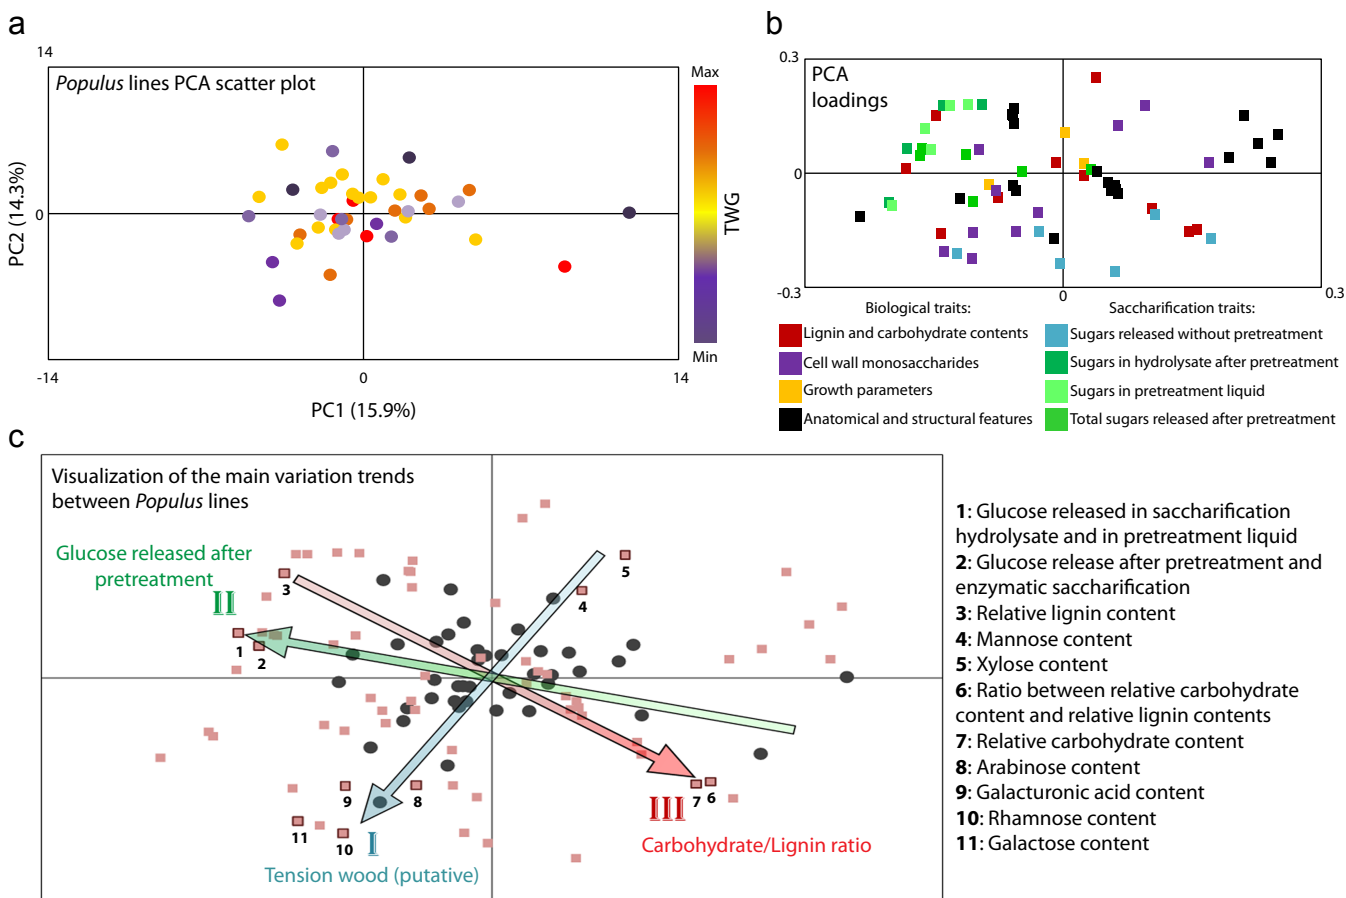 a
14
Populus lines PCA scatter plot
PC2 (14.3%)
0
-14
0
14
PC1 (15.9%)
Max
TWG
Min
b
0.3
PCA
loadings
0
-0.3
0
0.3
Biological traits:
Lignin and carbohydrate contents
Cell wall monosaccharides
Growth parameters
Anatomical and structural features
Saccharification traits:
Sugars released without pretreatment
Sugars in hydrolysate after pretreatment
Sugars in pretreatment liquid
Total sugars released after pretreatment
c
Visualization of the main variation trends
between Populus lines
Glucose released after
pretreatment
II
3
1
2
5
4
9
8
11
10
I
Tension wood (putative)
7
6
III
Carbohydrate/Lignin ratio
1: Glucose released in saccharification
hydrolysate and in pretreatment liquid
2: Glucose release after pretreatment and
enzymatic saccharification
3: Relative lignin content
4: Mannose content
5: Xylose content
6: Ratio between relative carbohydrate
content and relative lignin contents
7: Relative carbohydrate content
8: Arabinose content
9: Galacturonic acid content
10: Rhamnose content
11: Galactose content